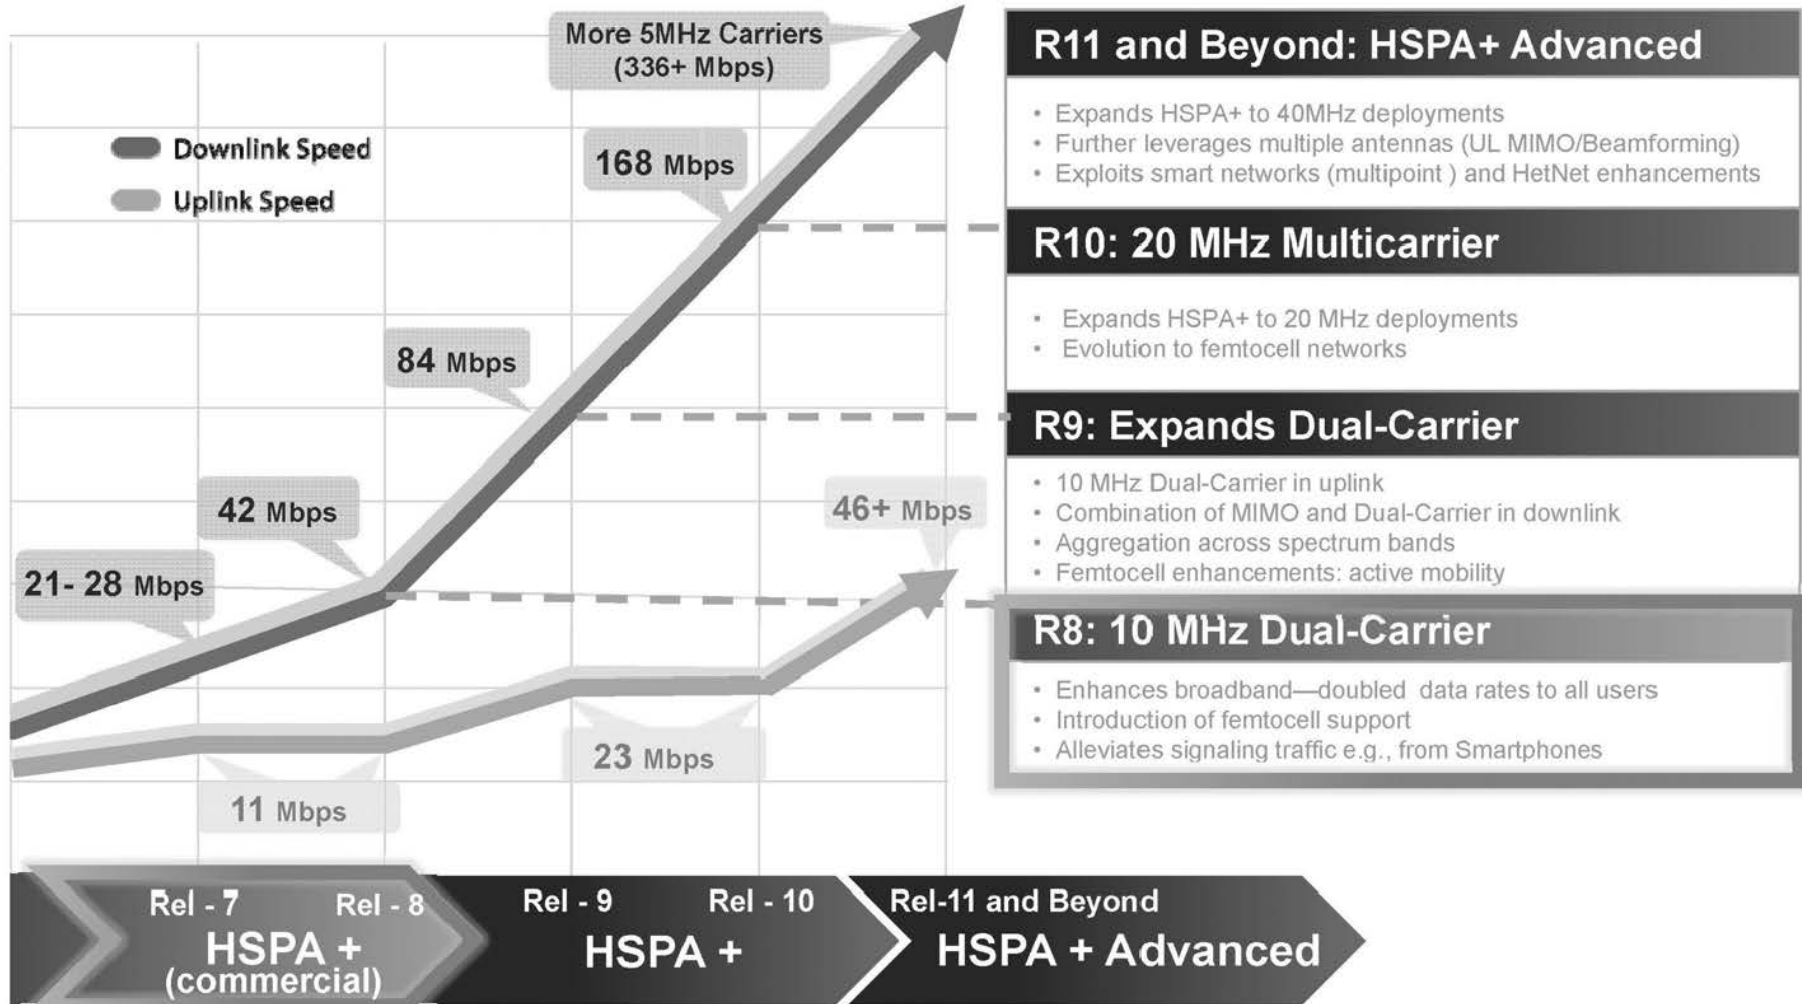 More 5MHz Carriers
(336+ Mbps)
Downlink Speed
Uplink Speed
168 Mbps
84 Mbps
42 Mbps
21- 28 Mbps
46+ Mbps
23 Mbps
11 Mbps
R11 and Beyond: HSPA+ Advanced
• Expands HSPA+ to 40MHz deployments
• Further leverages multiple antennas (UL MIMO/Beamforming)
• Exploits smart networks (multipoint ) and HetNet enhancements
R10: 20 MHz Multicarrier
• Expands HSPA+ to 20 MHz deployments
• Evolution to femtocell networks
R9: Expands Dual-Carrier
• 10 MHz Dual-Carrier in uplink
• Combination of MIMO and Dual-Carrier in downlink
• Aggregation across spectrum bands
• Femtocell enhancements: active mobility
R8: 10 MHz Dual-Carrier
• Enhances broadband—doubled data rates to all users
• Introduction of femtocell support
• Alleviates signaling traffic e.g., from Smartphones
Rel - 7
Rel - 8
HSPA +
(commercial)
Rel - 9
Rel - 10
HSPA +
Rel-11 and Beyond
HSPA + Advanced